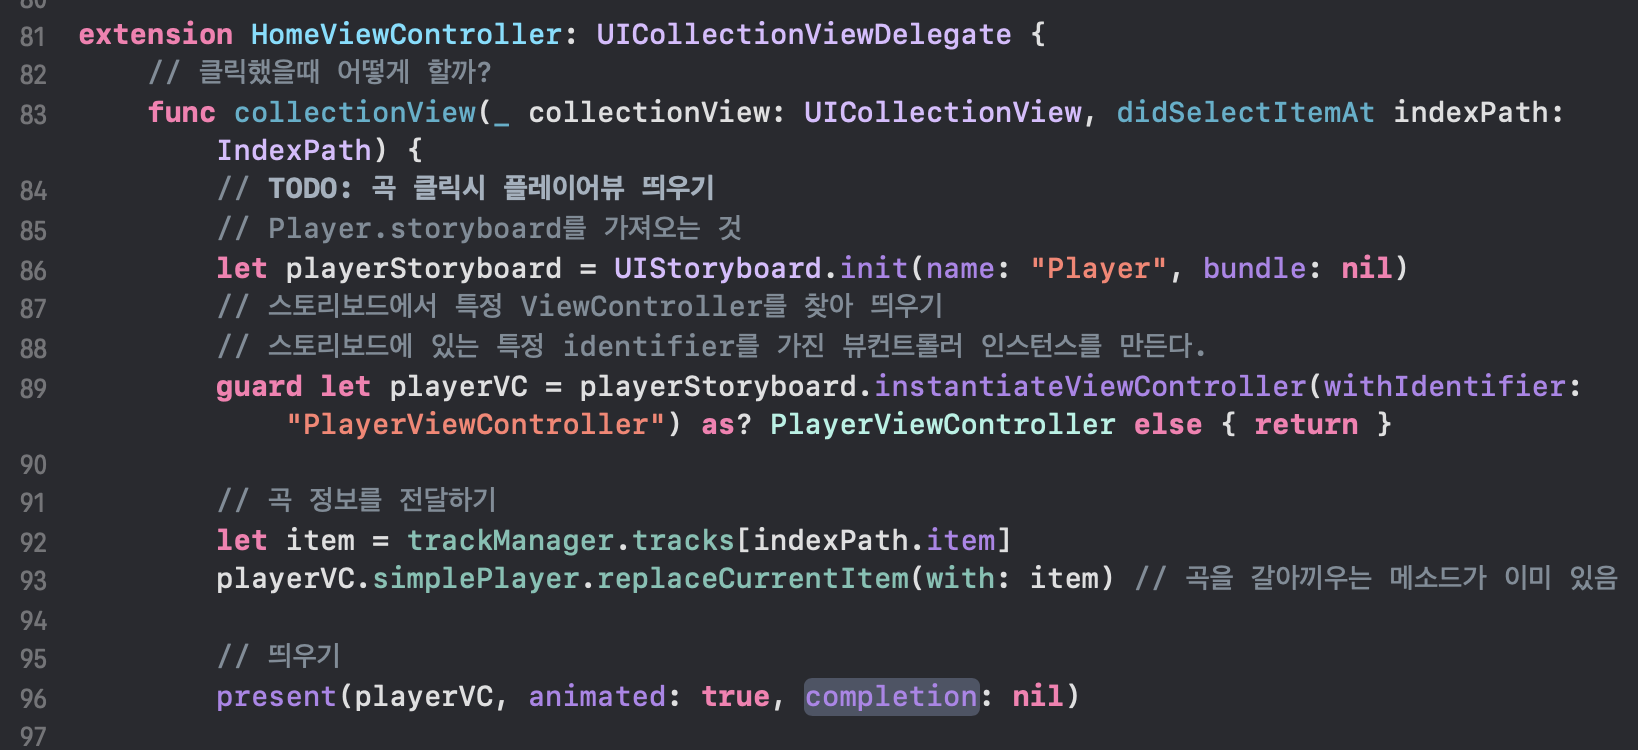 80
81 extension HomeViewController: UICollectionViewDelegate {
82 // 클릭했을때 어떻게 할까?
83 func collectionView(_ collectionView: UICollectionView, didSelectItemAt indexPath:
IndexPath) {
84 // TODO: 곡 클릭시 플레이어뷰 띄우기
85 // Player.storyboard를 가져오는 것
86 let playerStoryboard = UIStoryboard.init(name: "Player", bundle: nil)
87 // 스토리보드에서 특정 ViewController를 찾아 띄우기
88 // 스토리보드에 있는 특정 identifier를 가진 뷰컨트롤러 인스턴스를 만든다.
89 guard let playerVC = playerStoryboard.instantiateViewController(withIdentifier:
"PlayerViewController") as? PlayerViewController else { return }
90
91 // 곡 정보를 전달하기
92 let item = trackManager.tracks[indexPath.item]
93 playerVC.simplePlayer.replaceCurrentItem(with: item) // 곡을 갈아끼우는 메소드가 이미 있음
94
95 // 띄우기
96 present(playerVC, animated: true, completion: nil)
97